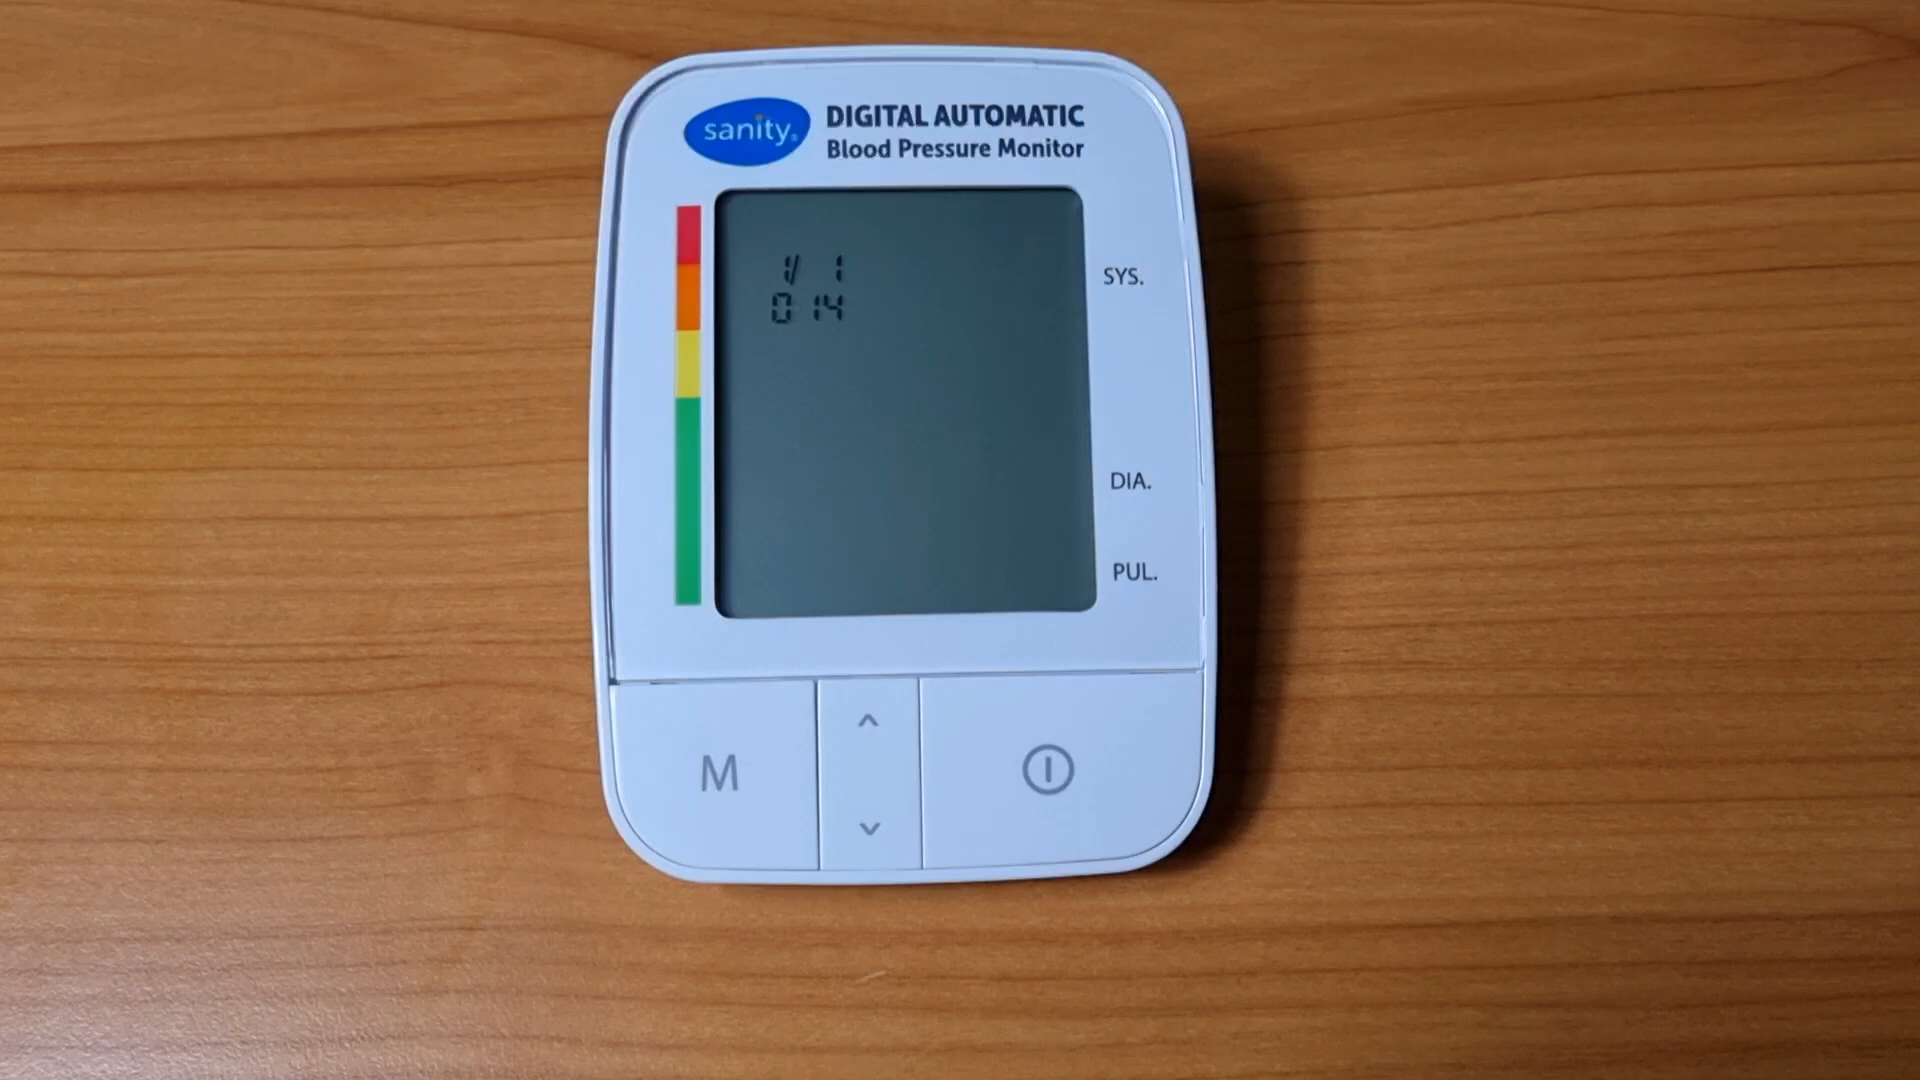 sanity®
DIGITAL AUTOMATIC
Blood Pressure Monitor
1/ 1
0:14
SYS.
DIA.
PUL.
M